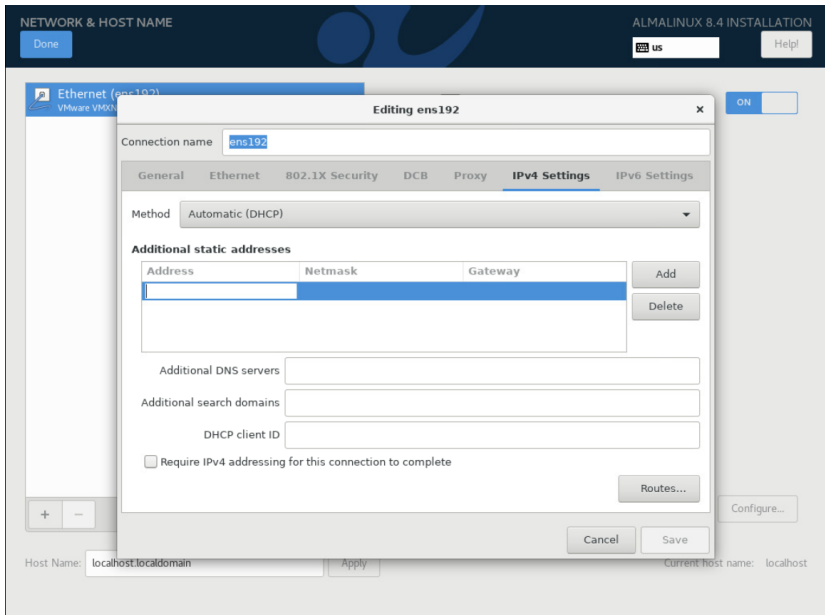 NETWORK & HOST NAME
ALMALINUX 8.4 INSTALLATION
Done
us
Help!
Ethernet (ens192)
VMware VMXN
ON
Editing ens192
Connection name ens192
General Ethernet 802.1X Security DCB Proxy IPv4 Settings IPv6 Settings
Method Automatic (DHCP)
Additional static addresses
Address Netmask Gateway
Add
Delete
Additional DNS servers
Additional search domains
DHCP client ID
Require IPv4 addressing for this connection to complete
Routes...
Configure...
Cancel Save
Host Name: localhost.localdomain Apply Current host name: localhost